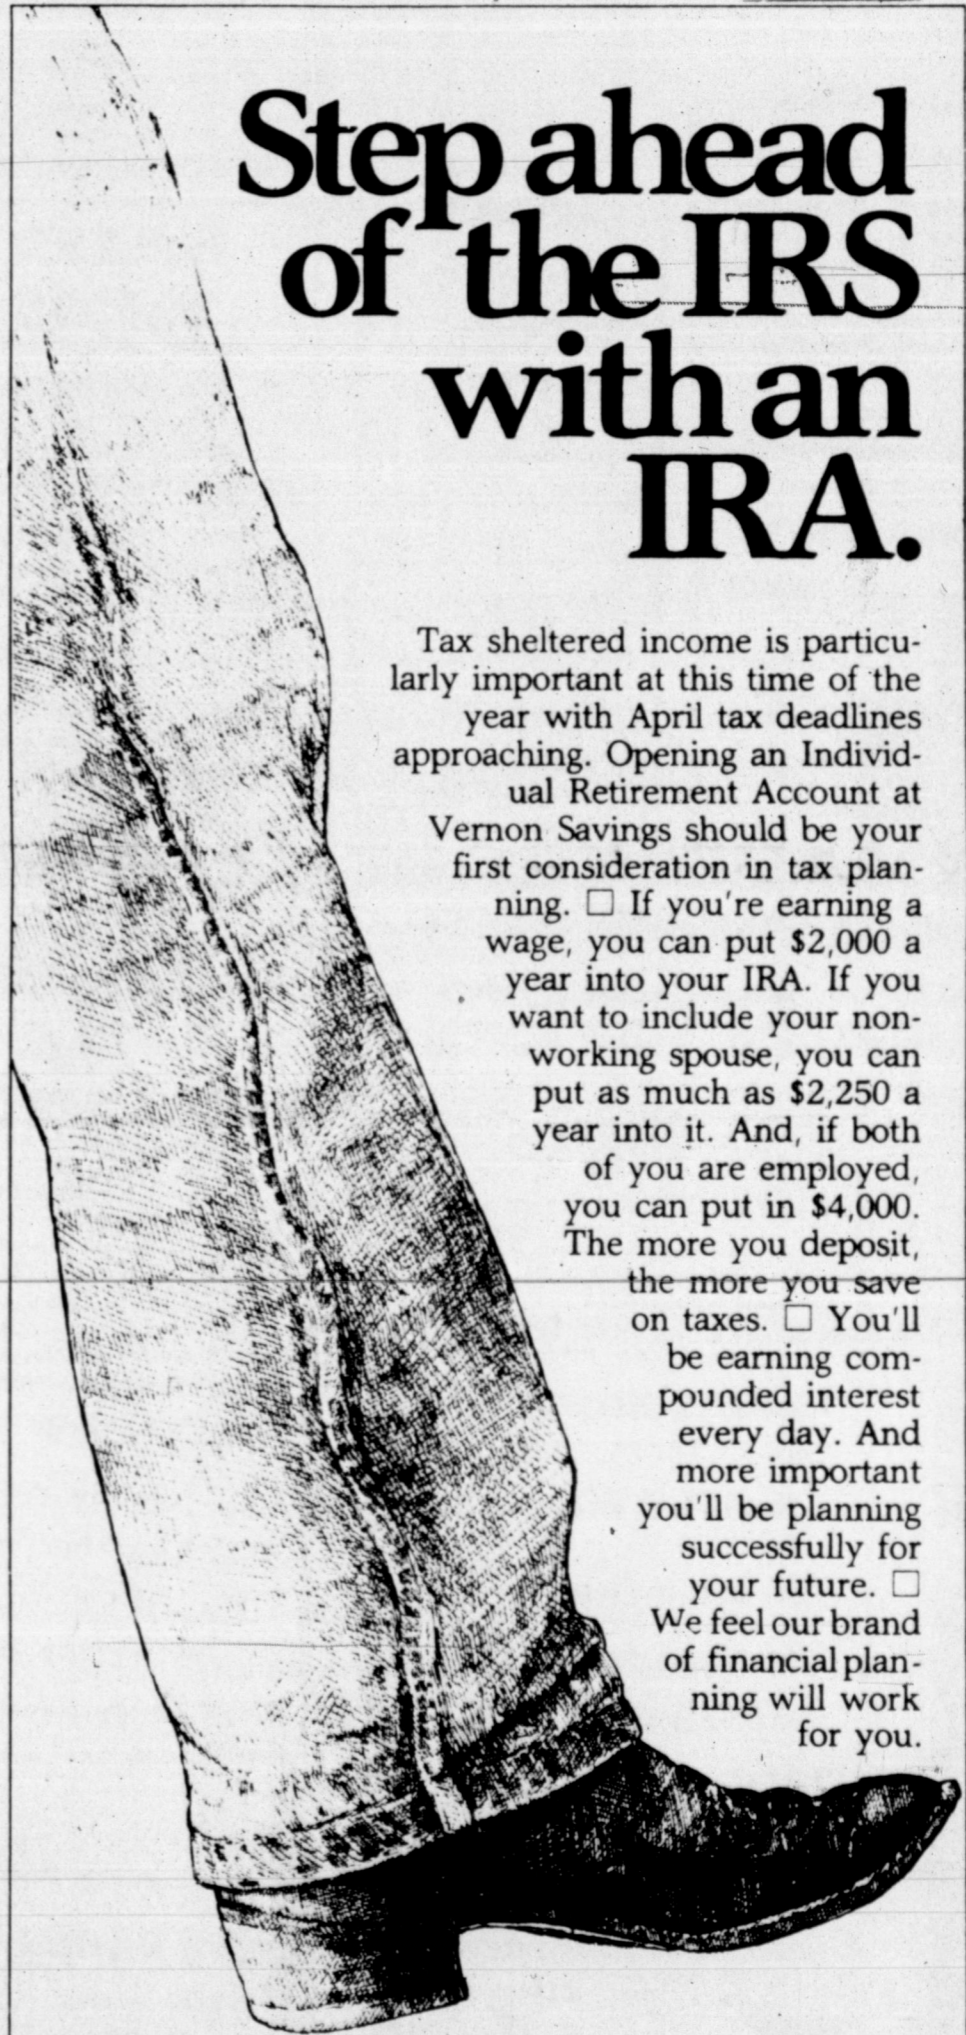 Step ahead
of the IRS
with an
IRA.
Tax sheltered income is particu-
larly important at this time of the
year with April tax deadlines
approaching. Opening an Individ-
ual Retirement Account at
Vernon Savings should be your
first consideration in tax plan-
ning. □ If you're earning a
wage, you can put $2,000 a
year into your IRA. If you
want to include your non-
working spouse, you can
put as much as $2,250 a
year into it. And, if both
of you are employed,
you can put in $4,000.
The more you deposit,
the more you save
on taxes. □ You'll
be earning com-
pounded interest
every day. And
more important
you'll be planning
successfully for
your future. □
We feel our brand
of financial plan-
ning will work
for you.